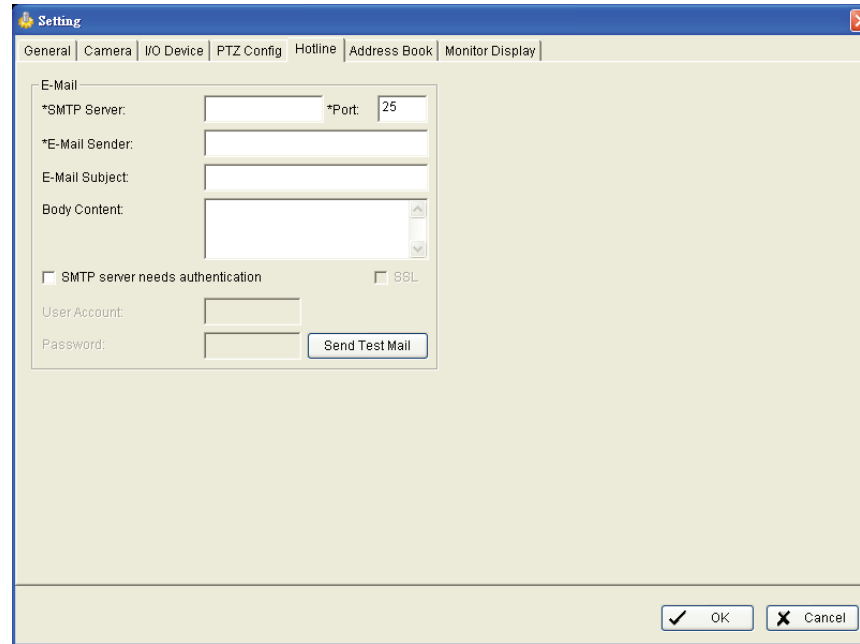 Setting
General Camera I/O Device PTZ Config Hotline Address Book Monitor Display
E-Mail
*SMTP Server: *Port: 25
*E-Mail Sender:
E-Mail Subject:
Body Content:
SMTP server needs authentication SSL
User Account:
Password: Send Test Mail
OK Cancel